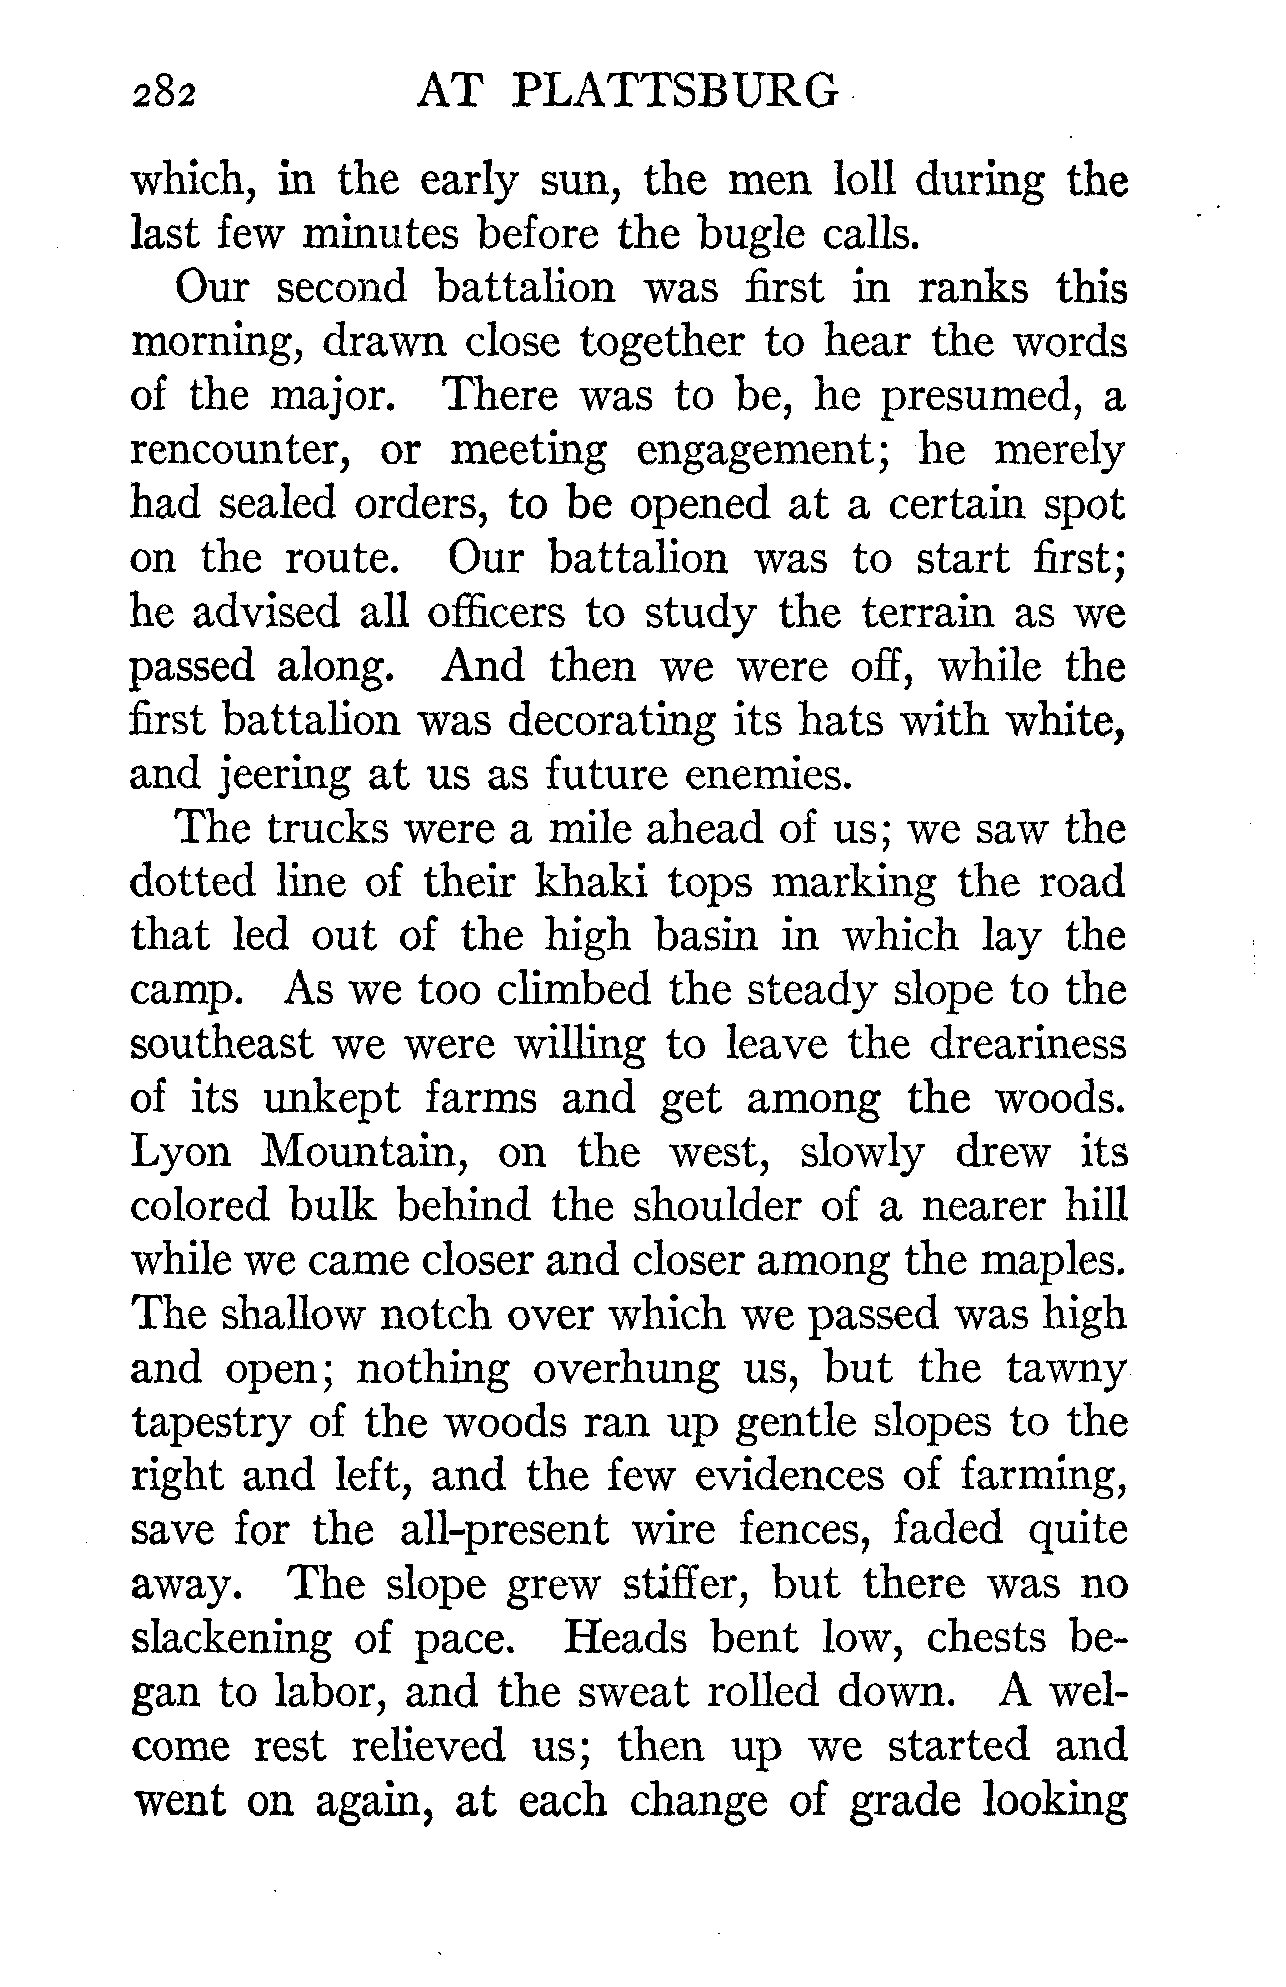 282 AT PLATTSBURG
which, in the early sun, the men loll during the
last few minutes before the bugle calls.
Our second battalion was first in ranks this
morning, drawn close together to hear the words
of the major. There was to be, he presumed, a
rencounter, or meeting engagement; he merely
had sealed orders, to be opened at a certain spot
on the route. Our battalion was to start first;
he advised all officers to study the terrain as we
passed along. And then we were off, while the
first battalion was decorating its hats with white,
and jeering at us as future enemies.
The trucks were a mile ahead of us; we saw the
dotted line of their khaki tops marking the road
that led out of the high basin in which lay the
camp. As we too climbed the steady slope to the
southeast we were willing to leave the dreariness
of its unkept farms and get among the woods.
Lyon Mountain, on the west, slowly drew its
colored bulk behind the shoulder of a nearer hill
while we came closer and closer among the maples.
The shallow notch over which we passed was high
and open; nothing overhung us, but the tawny
tapestry of the woods ran up gentle slopes to the
right and left, and the few evidences of farming,
save for the all-present wire fences, faded quite
away. The slope grew stiffer, but there was no
slackening of pace. Heads bent low, chests be-
gan to labor, and the sweat rolled down. A wel-
come rest relieved us; then up we started and
went on again, at each change of grade looking